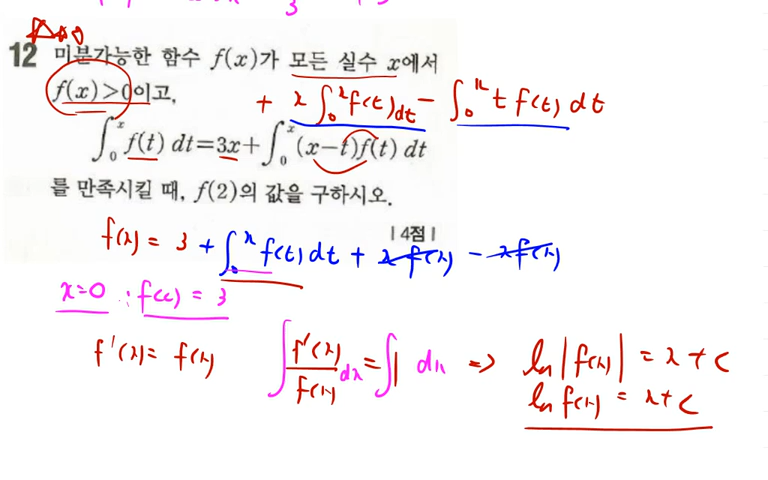 12 미분가능한 함수 f(x)가 모든 실수 x에서
f(x)>0이고,
+ x∫₀ˣf(t)dt - ∫₀ˣ t f(t) dt
∫₀ˣ f(t) dt=3x+∫₀ˣ (x-t)f(t) dt
를 만족시킬 때, f(2)의 값을 구하시오.
|4점|
f(x) = 3 + ∫₀ˣ f(t)dt + xf(x) - xf(x)
x=0 : f(0) = 3
f'(x) = f(x) ∫ f'(x)/f(x) dx = ∫1 dx => ln|f(x)| = x+c
ln f(x) = x+c